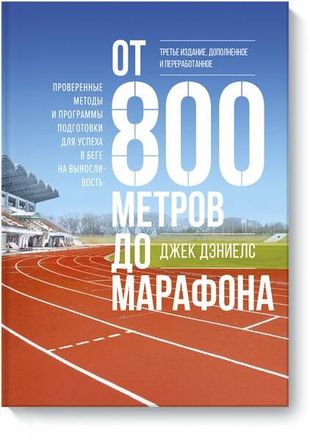 ТРЕТЬЕ ИЗДАНИЕ, ДОПОЛНЕННОЕ
И ПЕРЕРАБОТАННОЕ
ОТ
800
МЕТРОВ
ДО
МАРАФОНА
ДЖЕК ДЭНИЕЛС
ПРОВЕРЕННЫЕ
МЕТОДЫ
И ПРОГРАММЫ
ПОДГОТОВКИ
ДЛЯ УСПЕХА
В БЕГЕ
НА ВЫНОСЛИ-
ВОСТЬ